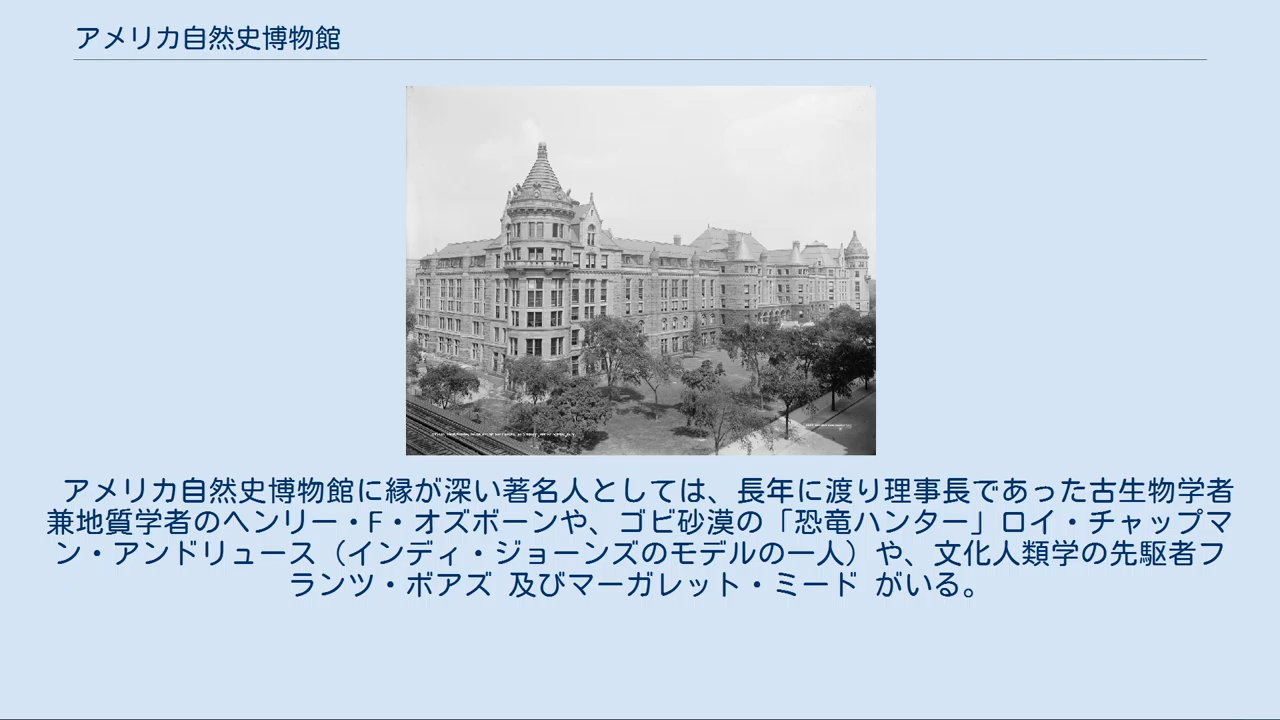 アメリカ自然史博物館
アメリカ自然史博物館に縁が深い著名人としては、長年に渡り理事長であった古生物学者
兼地質学者のヘンリー・F・オズボーンや、ゴビ砂漠の「恐竜ハンター」ロイ・チャップマ
ン・アンドリュース（インディ・ジョーンズのモデルの一人）や、文化人類学の先駆者フ
ランツ・ボアズ 及びマーガレット・ミード がいる。